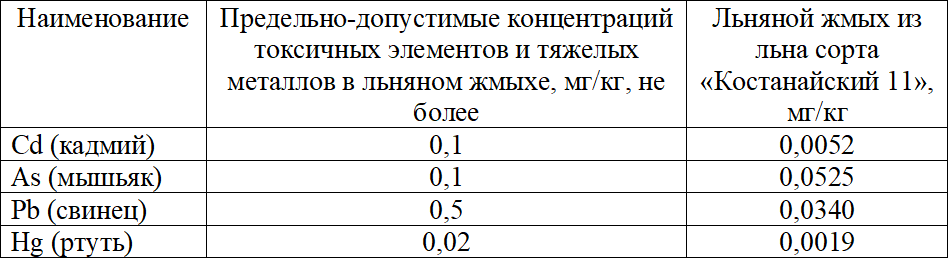 Наименование
Предельно-допустимые концентраций
токсичных элементов и тяжелых
металлов в льняном жмыхе, мг/кг, не
более
Льняной жмых из
льна сорта
«Костанайский 11»,
мг/кг
Cd (кадмий) 0,1 0,0052
As (мышьяк) 0,1 0,0525
Pb (свинец) 0,5 0,0340
Hg (ртуть) 0,02 0,0019